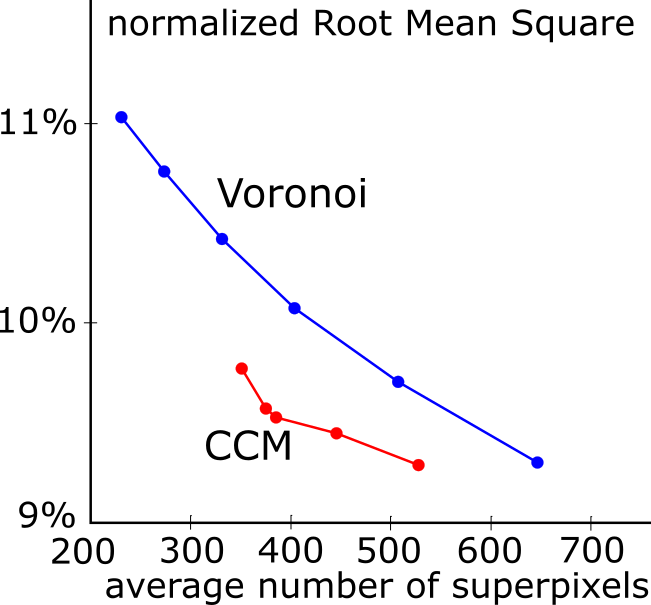 normalized Root Mean Square
11%
Voronoi
10%
CCM
9%
200 300 400 500 600 700
average number of superpixels